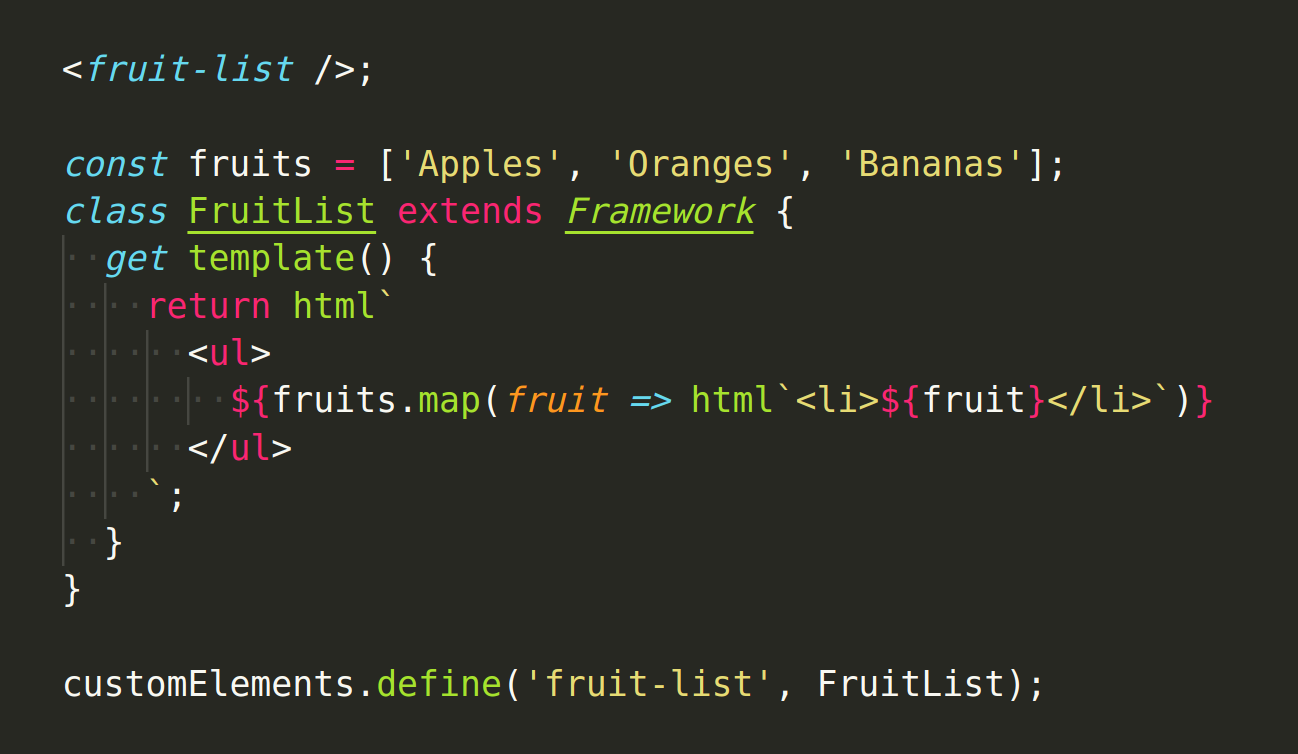 <fruit-list />;

const fruits = ['Apples', 'Oranges', 'Bananas'];
class FruitList extends Framework {
  get template() {
    return html`
      <ul>
        ${fruits.map(fruit => html`<li>${fruit}</li>`)}
      </ul>
    `;
  }
}

customElements.define('fruit-list', FruitList);